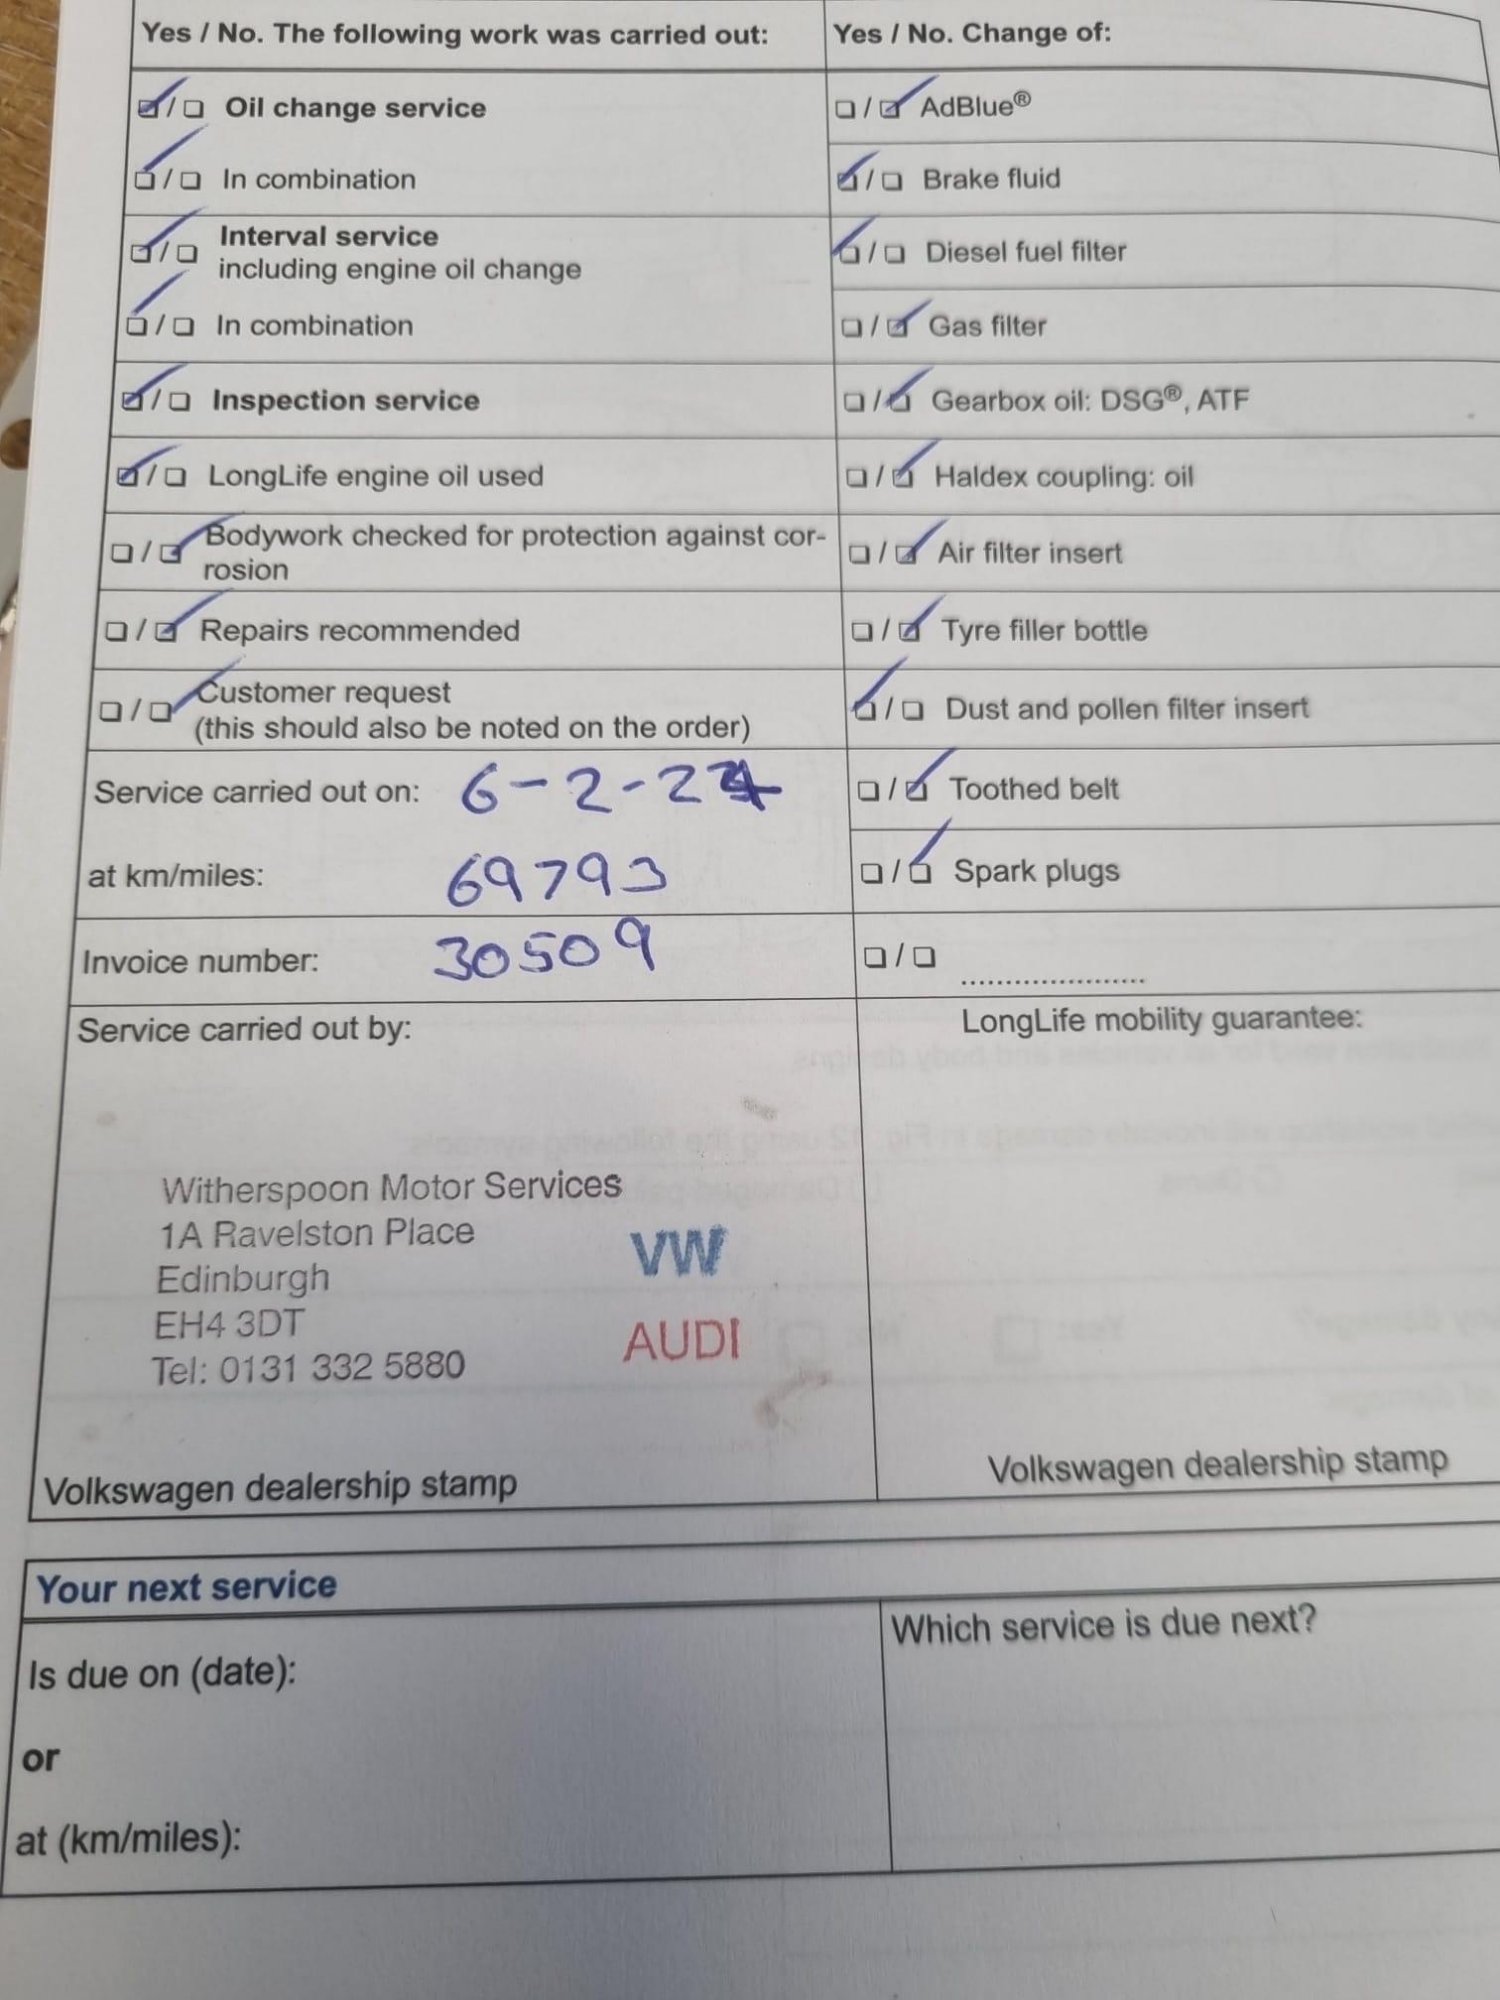 Yes / No. The following work was carried out:
Oil change service
In combination
Interval service
including engine oil change
In combination
Inspection service
LongLife engine oil used
Bodywork checked for protection against cor-
rosion
Repairs recommended
Customer request
(this should also be noted on the order)
Service carried out on: 6-2-24
at km/miles: 69793
Invoice number: 30509
Yes / No. Change of:
AdBlue®
Brake fluid
Diesel fuel filter
Gas filter
Gearbox oil: DSG®, ATF
Haldex coupling: oil
Air filter insert
Tyre filler bottle
Dust and pollen filter insert
Toothed belt
Spark plugs
Service carried out by:
Witherspoon Motor Services
1A Ravelston Place
Edinburgh
EH4 3DT
Tel: 0131 332 5880
VW
AUDI
Volkswagen dealership stamp
LongLife mobility guarantee:
Volkswagen dealership stamp
Your next service
Is due on (date):
or
at (km/miles):
Which service is due next?